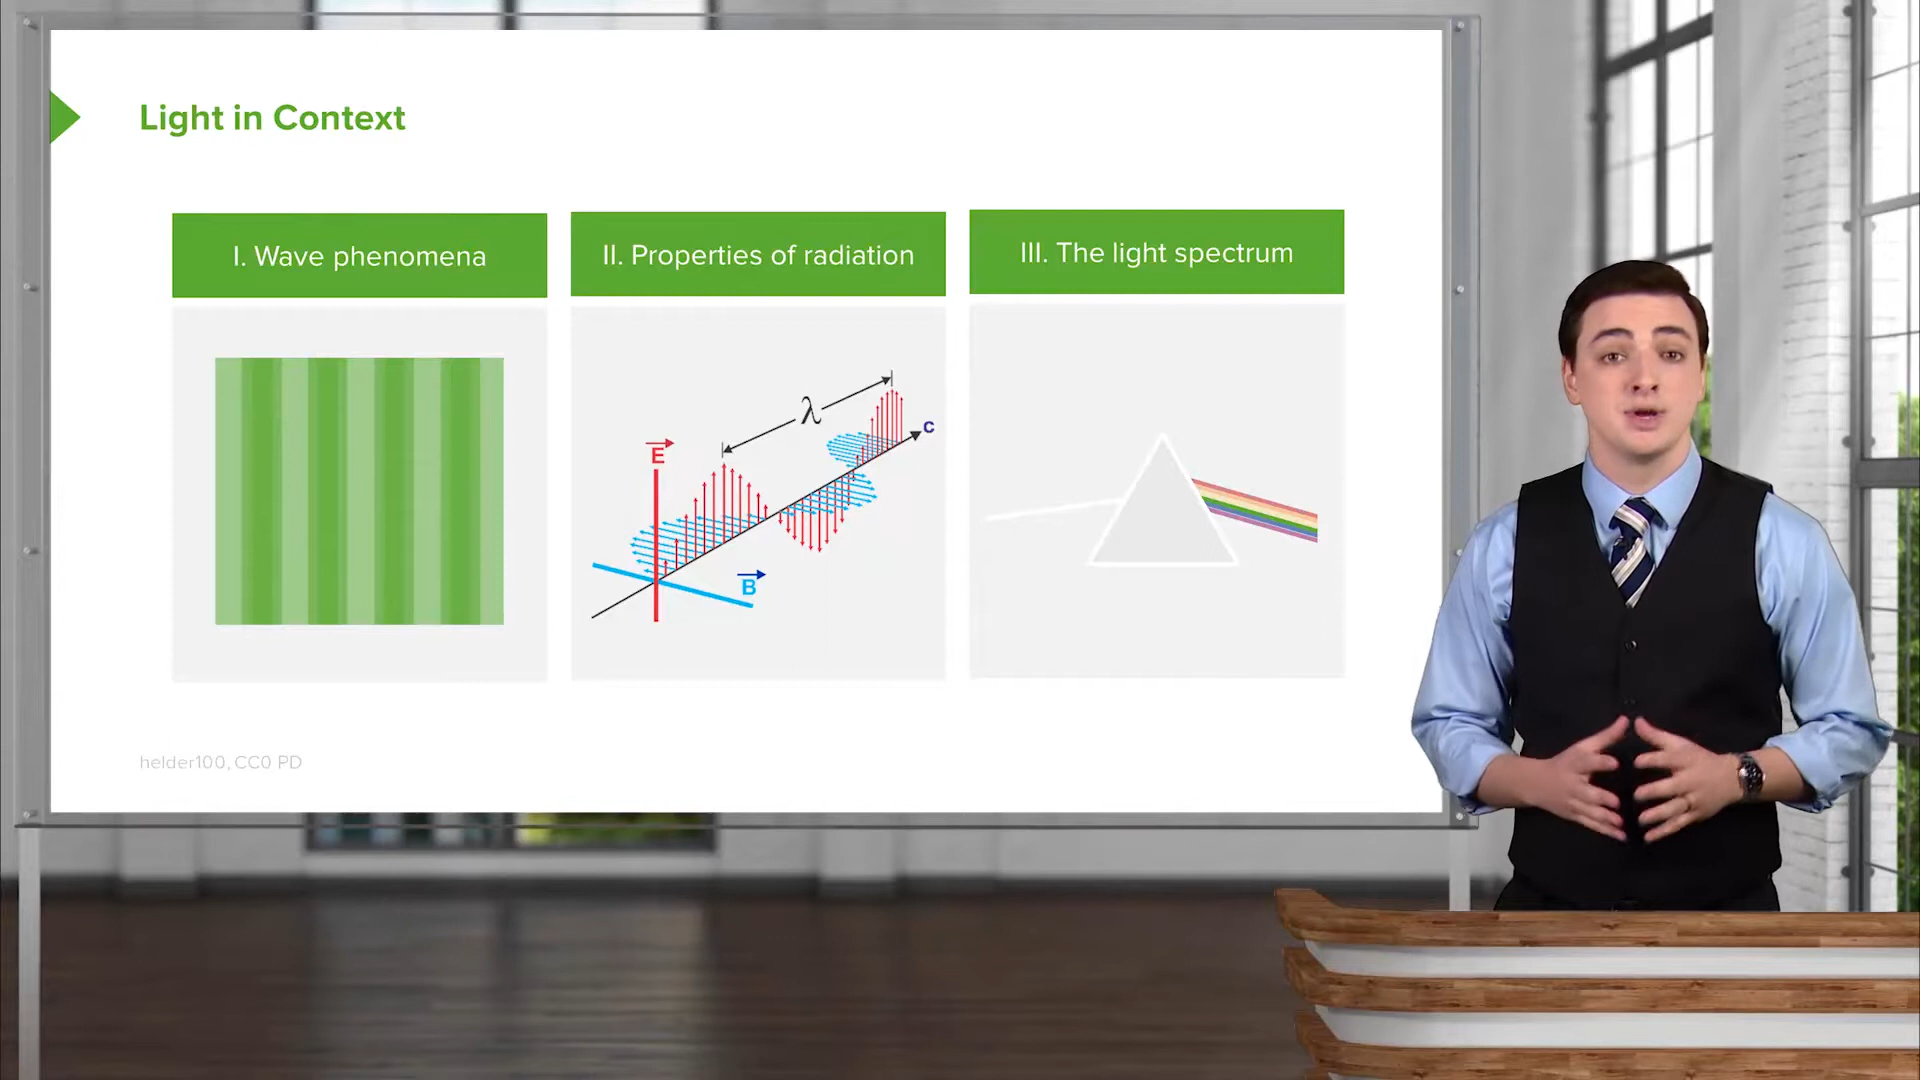 Light in Context
I. Wave phenomena
II. Properties of radiation
III. The light spectrum
λ
c
E
B
helder100, CC0 PD